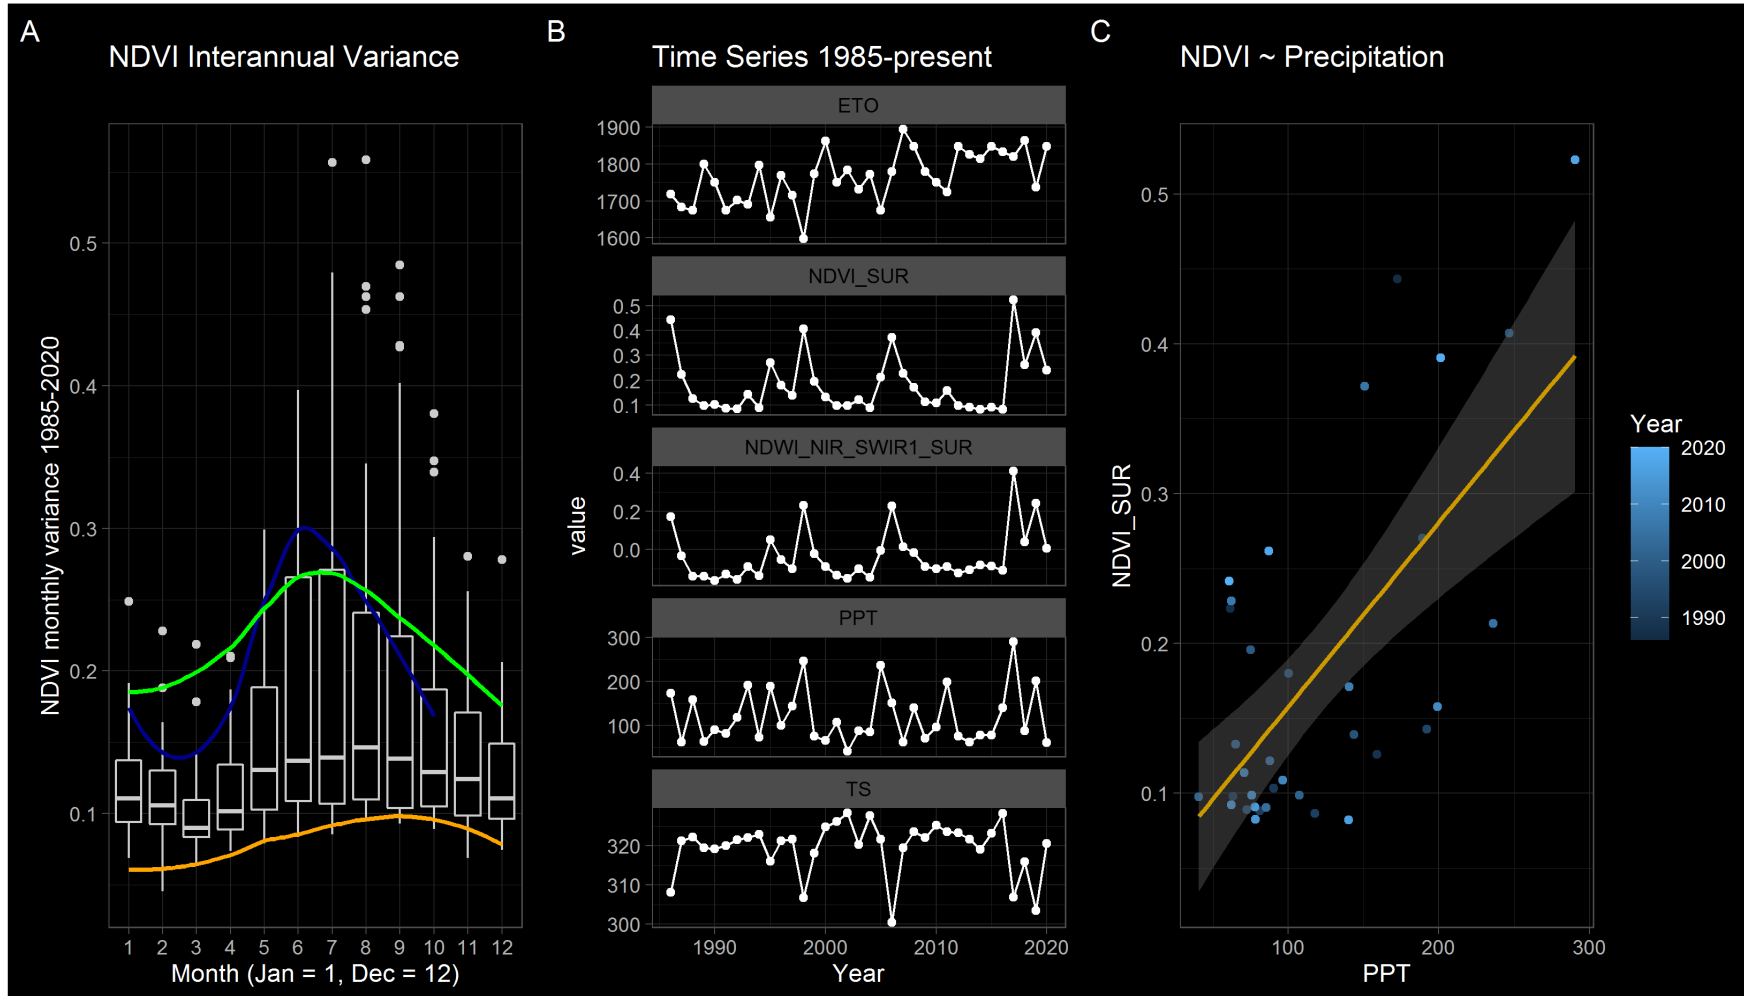 A
NDVI Interannual Variance
NDVI monthly variance 1985-2020
0.5
0.4
0.3
0.2
0.1
1 2 3 4 5 6 7 8 9 10 11 12
Month (Jan = 1, Dec = 12)
B
Time Series 1985-present
value
ETO
1900
1800
1700
1600
NDVI_SUR
0.5
0.4
0.3
0.2
0.1
NDWI_NIR_SWIR1_SUR
0.4
0.2
0.0
PPT
300
200
100
TS
320
310
300
1990 2000 2010 2020
Year
C
NDVI ~ Precipitation
NDVI_SUR
0.5
0.4
0.3
0.2
0.1
100 200 300
PPT
Year
2020
2010
2000
1990